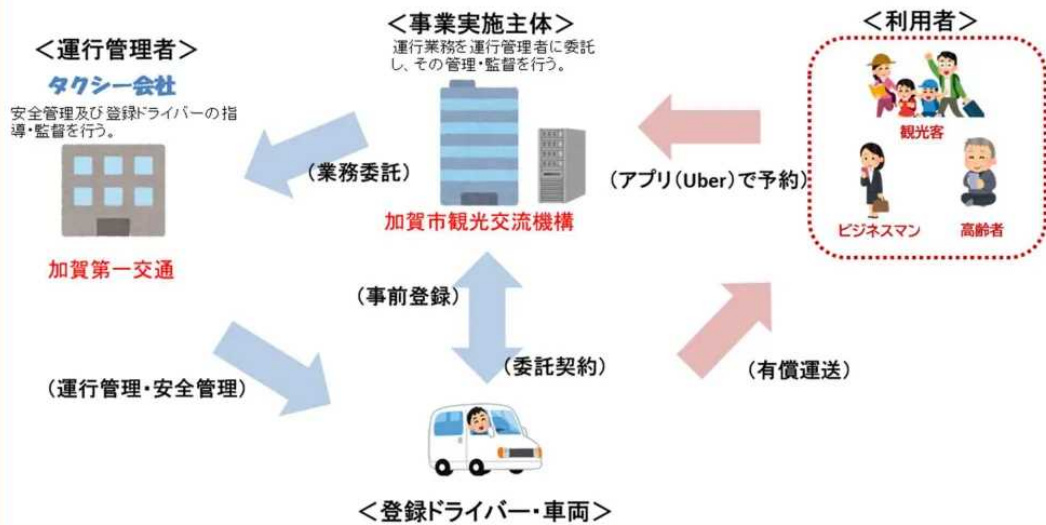 ＜運行管理者＞
タクシー会社
安全管理及び登録ドライバーの指
導・監督を行う。
加賀第一交通
＜事業実施主体＞
運行業務を運行管理者に委託
し、その管理・監督を行う。
加賀市観光交流機構
＜利用者＞
観光客
ビジネスマン
高齢者
（業務委託）
（アプリ（Uber）で予約）
（事前登録）
（委託契約）
（運行管理・安全管理）
（有償運送）
＜登録ドライバー・車両＞